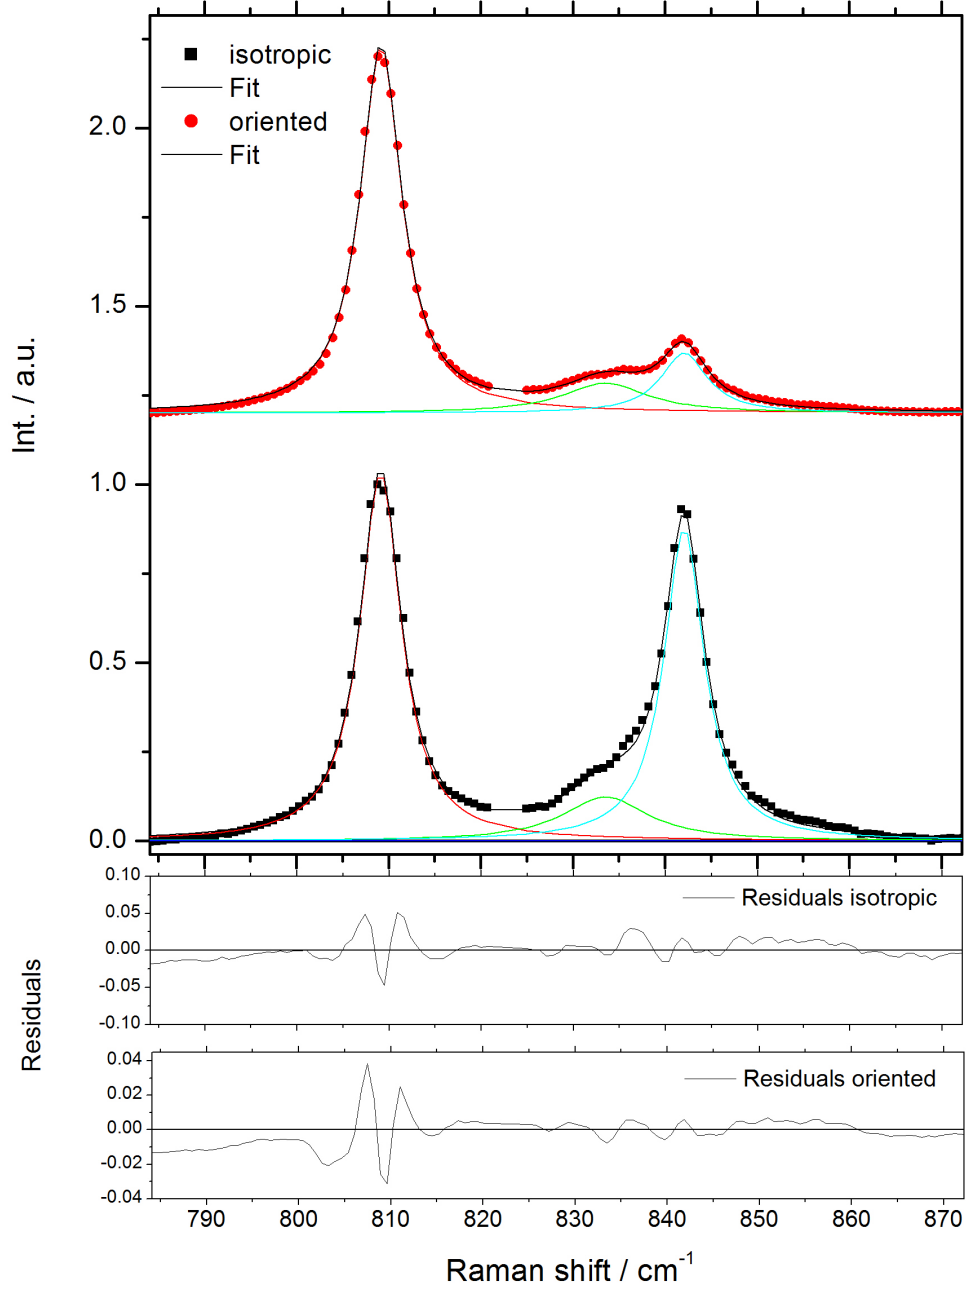 isotropic
Fit
oriented
Fit
2.0
1.5
1.0
0.5
0.0
Int. / a.u.
0.10
0.05
0.00
-0.05
-0.10
Residuals isotropic
Residuals
0.04
0.02
0.00
-0.02
-0.04
Residuals oriented
790 800 810 820 830 840 850 860 870
Raman shift / cm⁻¹